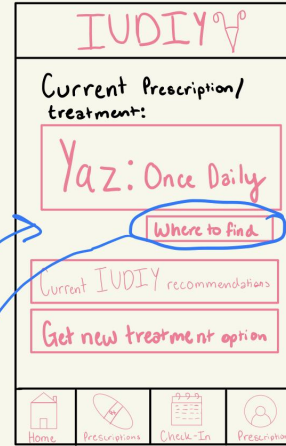 IUDIY
Current Prescription/
treatment:
Yaz: Once Daily
Where to find
Current IUDIY recommendations
Get new treatment option
Home Prescriptions Check-In Prescription